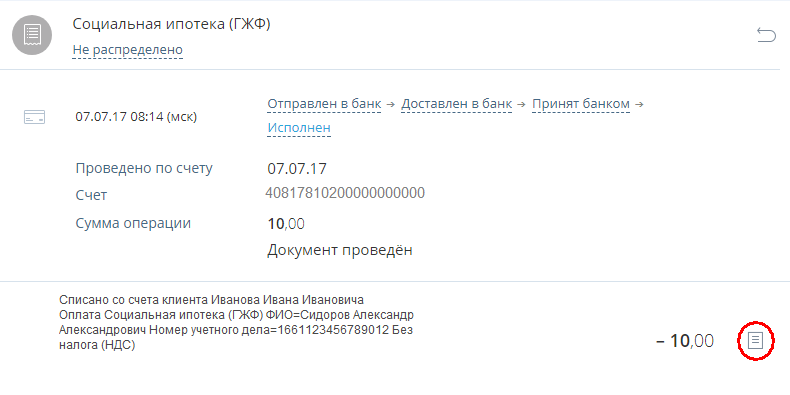 Социальная ипотека (ГЖФ)
Не распределено
07.07.17 08:14 (мск)
Отправлен в банк → Доставлен в банк → Принят банком →
Исполнен
Проведено по счету 07.07.17
Счет 40817810200000000000
Сумма операции 10,00
Документ проведён
Списано со счета клиента Иванова Ивана Ивановича
Оплата Социальная ипотека (ГЖФ) ФИО=Сидоров Александр
Александрович Номер учетного дела=1661123456789012 Без
налога (НДС)
– 10,00